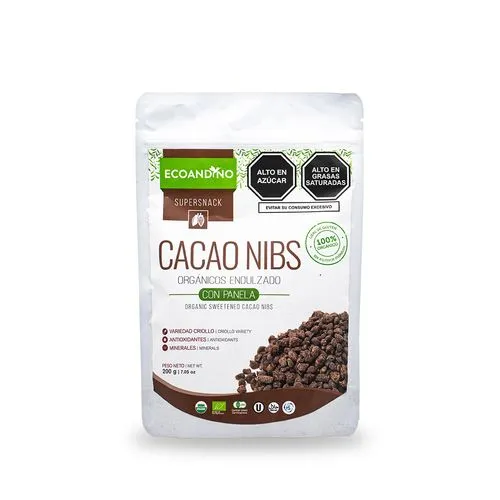 ECOANDINO
SUPERSNACK
ALTO EN
AZÚCAR
ALTO EN
GRASAS
SATURADAS
EVITAR SU CONSUMO EXCESIVO
100%
ORGÁNICO
CACAO NIBS
ORGÁNICOS ENDULZADO
CON PANELA
ORGANIC SWEETENED CACAO NIBS
VARIEDAD CRIOLLO | CRIOLLO VARIETY
ANTIOXIDANTES | ANTIOXIDANTS
MINERALES | MINERALS
PESO NETO | NET WT.
200 g | 7.05 oz